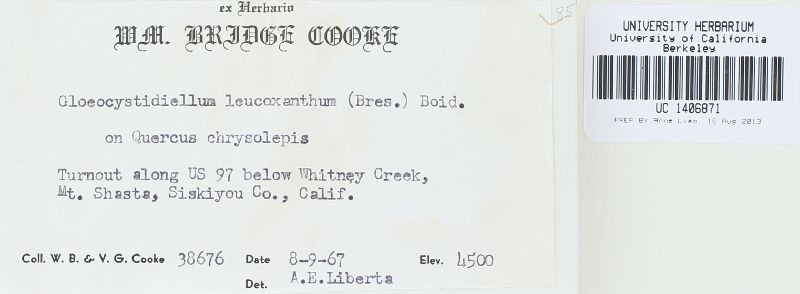 ex Herbario
WM. BRIDGE COOKE
Gloeocystidiellum leucoxanthum (Bres.) Boid.
on Quercus chrysolepis
Turnout along US 97 below Whitney Creek,
Mt. Shasta, Siskiyou Co., Calif.
Coll. W. B. & V. G. Cooke 38676 Date 8-9-67 Elev. 4500
Det. A.E.Liberta
85
UNIVERSITY HERBARIUM
University of California
Berkeley
UC 1406871
PREP BY Anne Liao, 16 Aug 2013